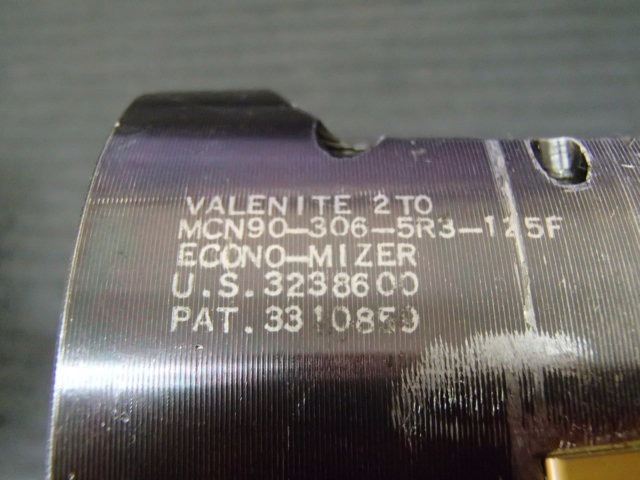 VALENITE 2TO
MCN90-306-5R3-125F
ECONO-MIZER
U.S.3238600
PAT.3310859